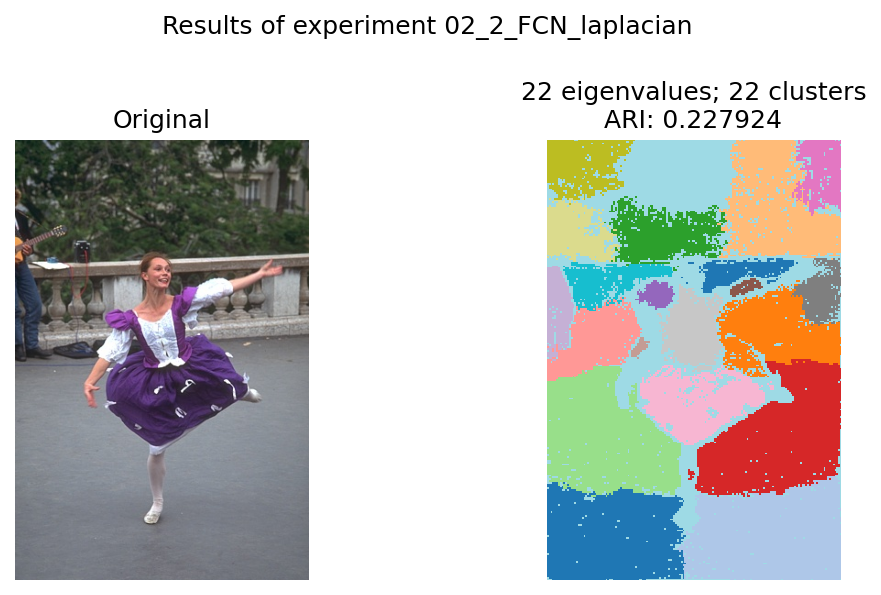 Results of experiment 02_2_FCN_laplacian
Original
22 eigenvalues; 22 clusters
ARI: 0.227924